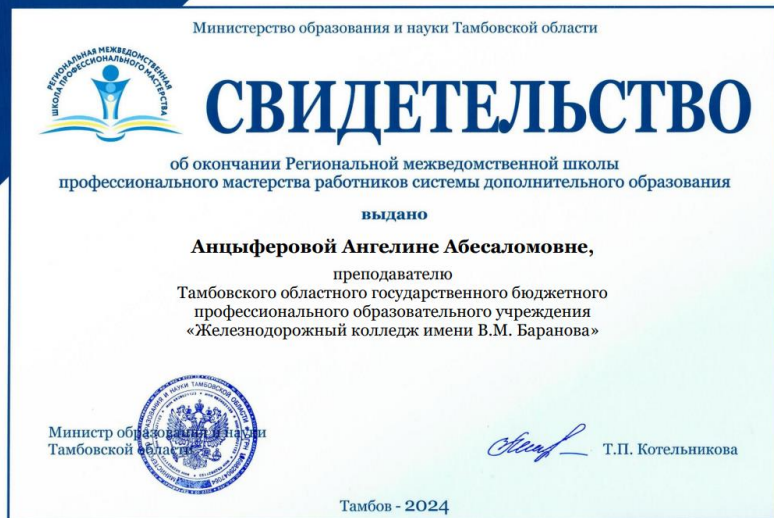 Министерство образования и науки Тамбовской области
РЕГИОНАЛЬНАЯ МЕЖВЕДОМСТВЕННАЯ
ШКОЛА ПРОФЕССИОНАЛЬНОГО МАСТЕРСТВА
СВИДЕТЕЛЬСТВО
об окончании Региональной межведомственной школы
профессионального мастерства работников системы дополнительного образования
выдано
Анцыферовой Ангелине Абесаломовне,
преподавателю
Тамбовского областного государственного бюджетного
профессионального образовательного учреждения
«Железнодорожный колледж имени В.М. Баранова»
Министр образования и науки
Тамбовской области
Т.П. Котельникова
Тамбов - 2024